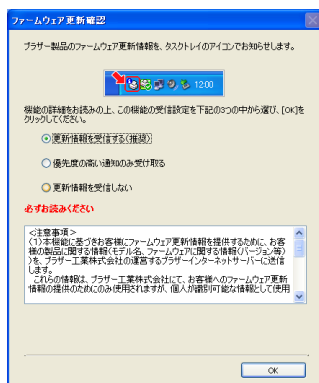 ファームウェア更新確認
ブラザー製品のファームウェア更新情報を、タスクトレイのアイコンでお知らせします。
12:00
機能の詳細をお読みの上、この機能の受信設定を下記の3つの中から選び、[OK]を
クリックしてください。
更新情報を受信する(推奨)
優先度の高い通知のみ受け取る
更新情報を受信しない
必ずお読みください
<注意事項>
(1)本機能に基づきお客様にファームウェア更新情報を提供するために、お客
様の製品に関する情報(モデル名、ファームウェアに関する情報(バージョン等)
)を、ブラザー工業株式会社の運営するブラザーインターネットサーバーに送信
します。
これらの情報は、ブラザー工業株式会社にて、お客様へのファームウェア更新
情報の提供のためにのみ使用されますが、個人が識別可能な情報として使用
OK